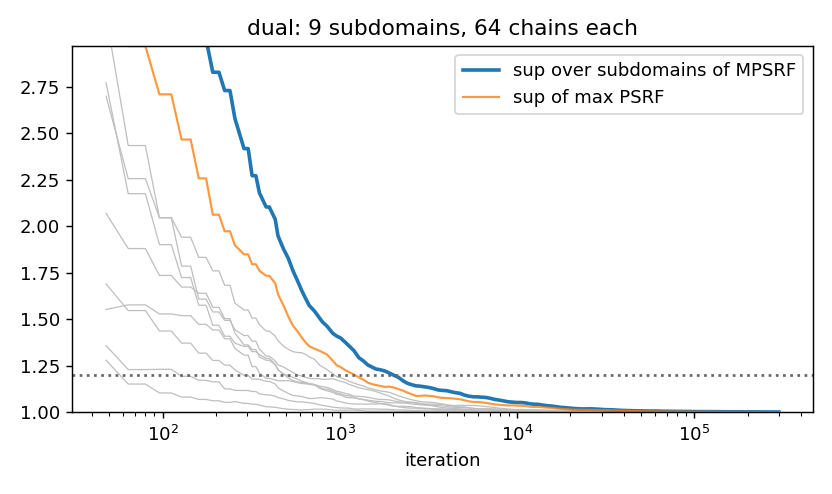 dual: 9 subdomains, 64 chains each
sup over subdomains of MPSRF
sup of max PSRF
2.75
2.50
2.25
2.00
1.75
1.50
1.25
1.00
10² 10³ 10⁴ 10⁵
iteration